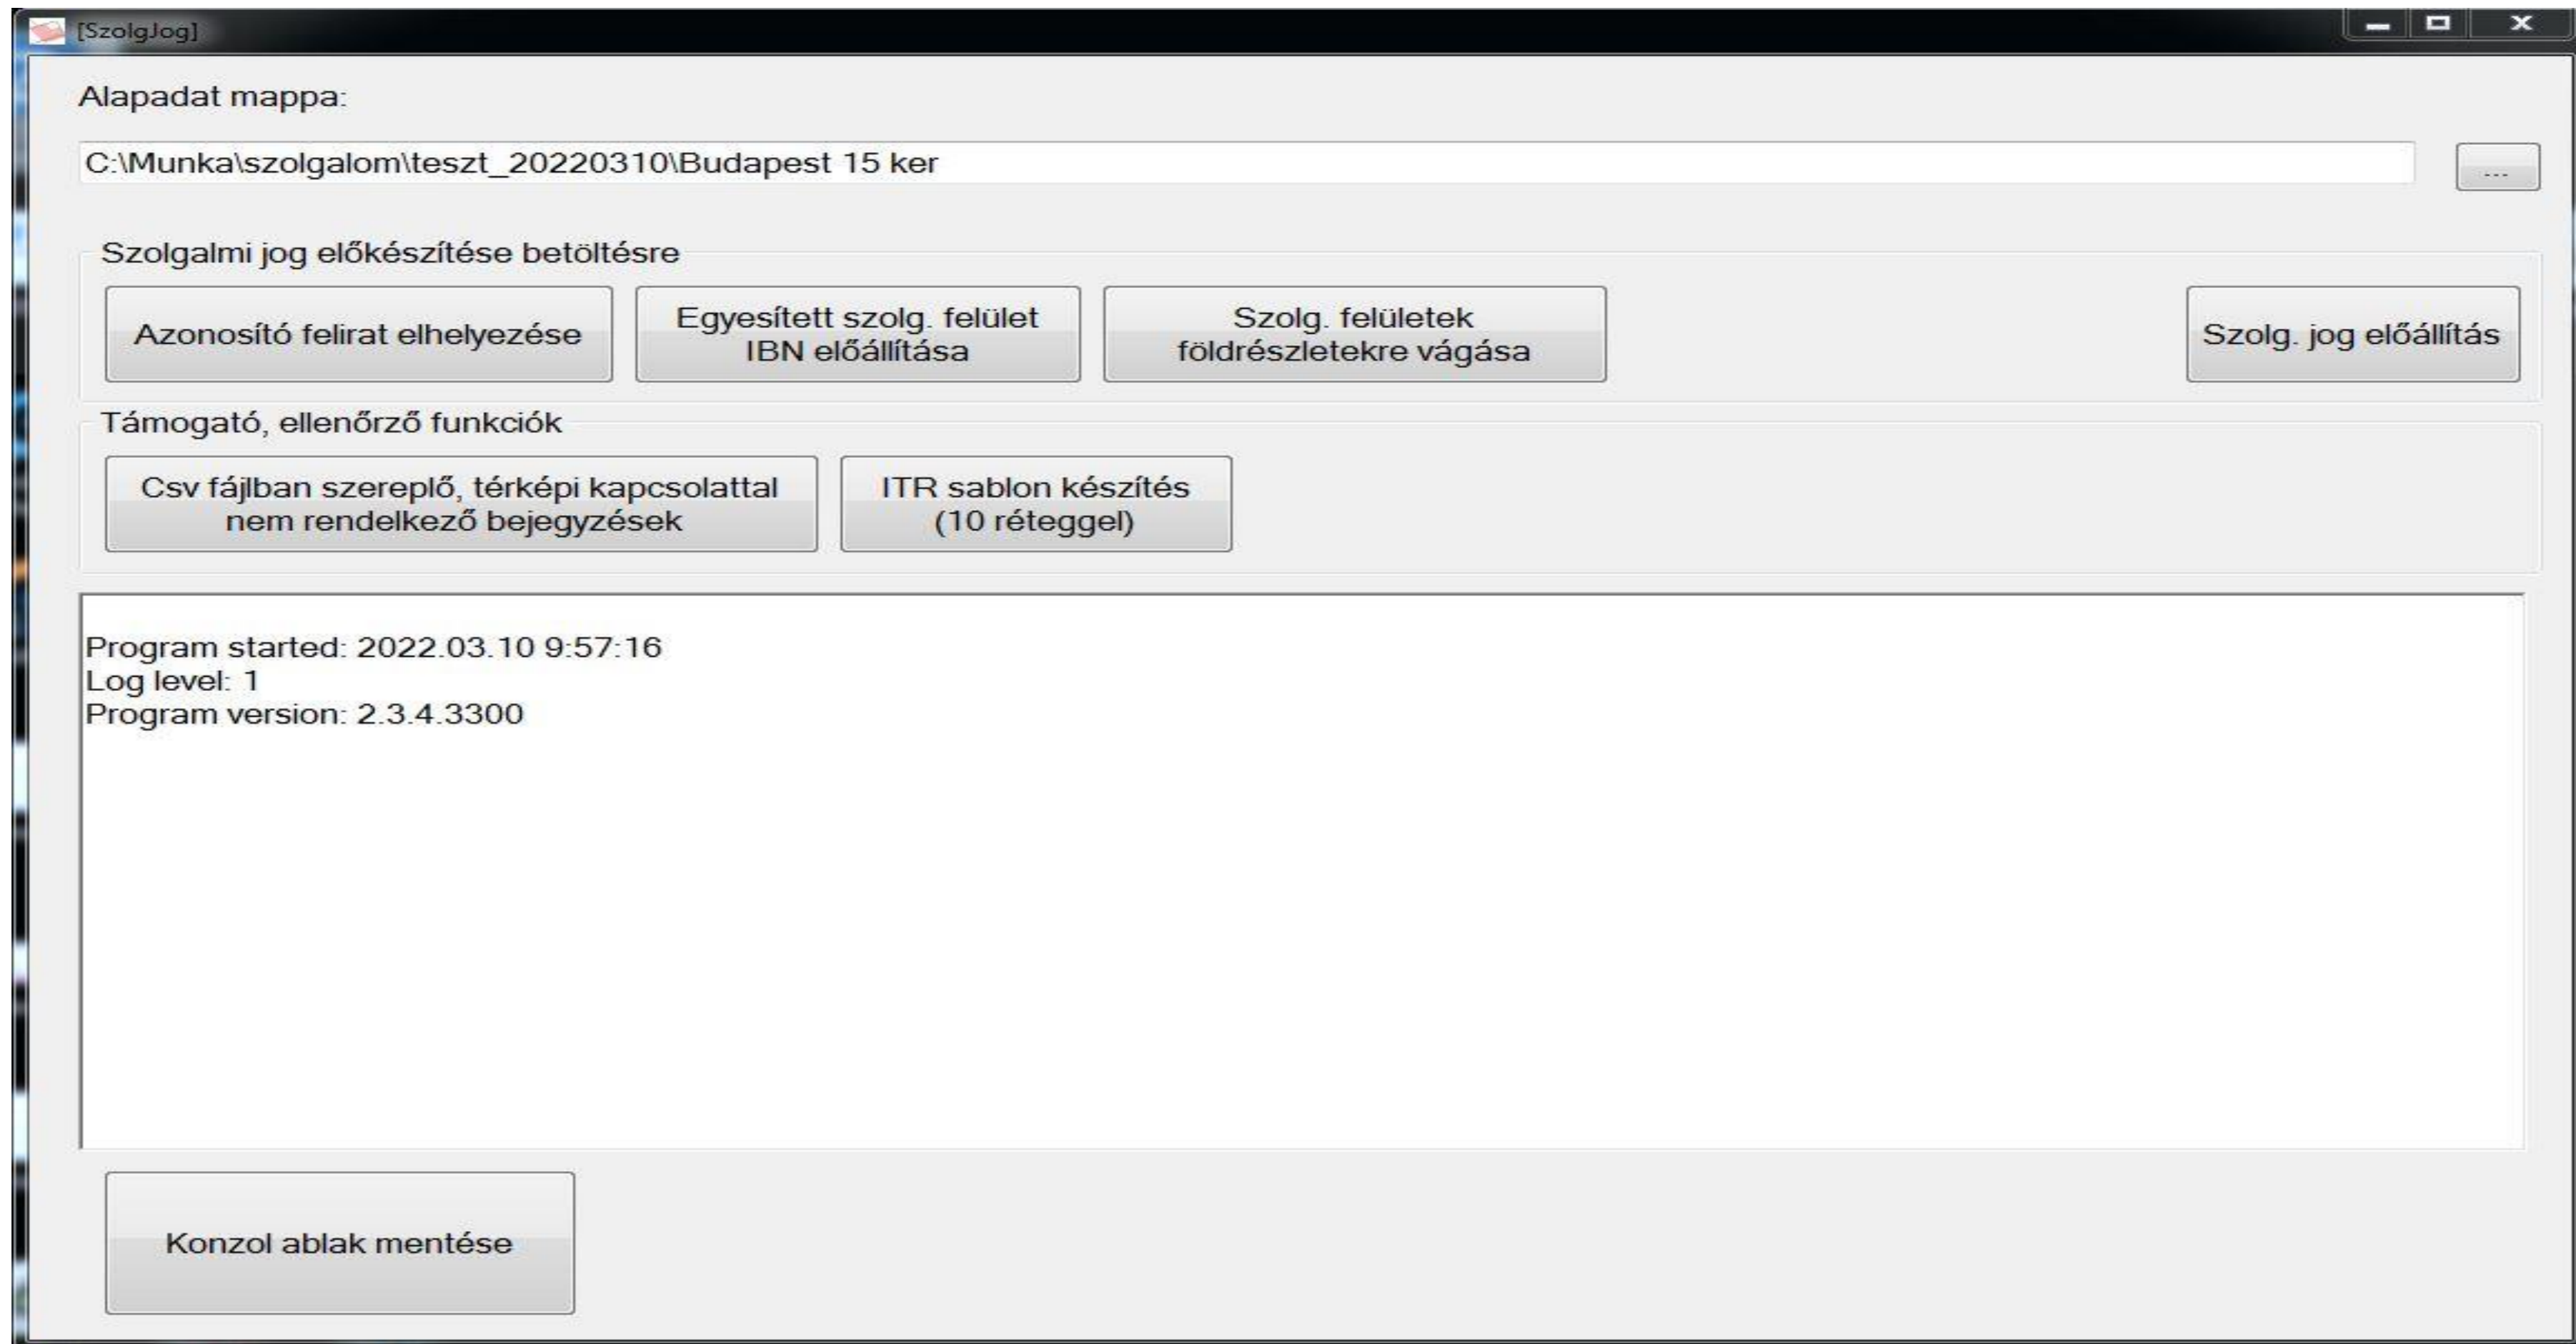 [SzolgJog]
Alapadat mappa:
C:\Munka\szolgalom\teszt_20220310\Budapest 15 ker
...
Szolgalmi jog előkészítése betöltésre
Azonosító felirat elhelyezése
Egyesített szolg. felület
IBN előállítása
Szolg. felületek
földrészletekre vágása
Szolg. jog előállítás
Támogató, ellenőrző funkciók
Csv fájlban szereplő, térképi kapcsolattal
nem rendelkező bejegyzések
ITR sablon készítés
(10 réteggel)
Program started: 2022.03.10 9:57:16
Log level: 1
Program version: 2.3.4.3300
Konzol ablak mentése